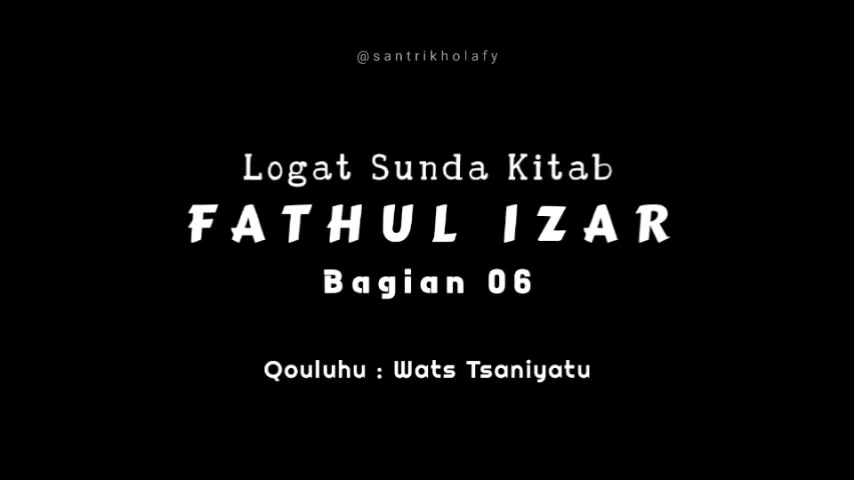 @santrikholafy
Logat Sunda Kitab
FATHUL IZAR
Bagian 06
Qouluhu : Wats Tsaniyatu